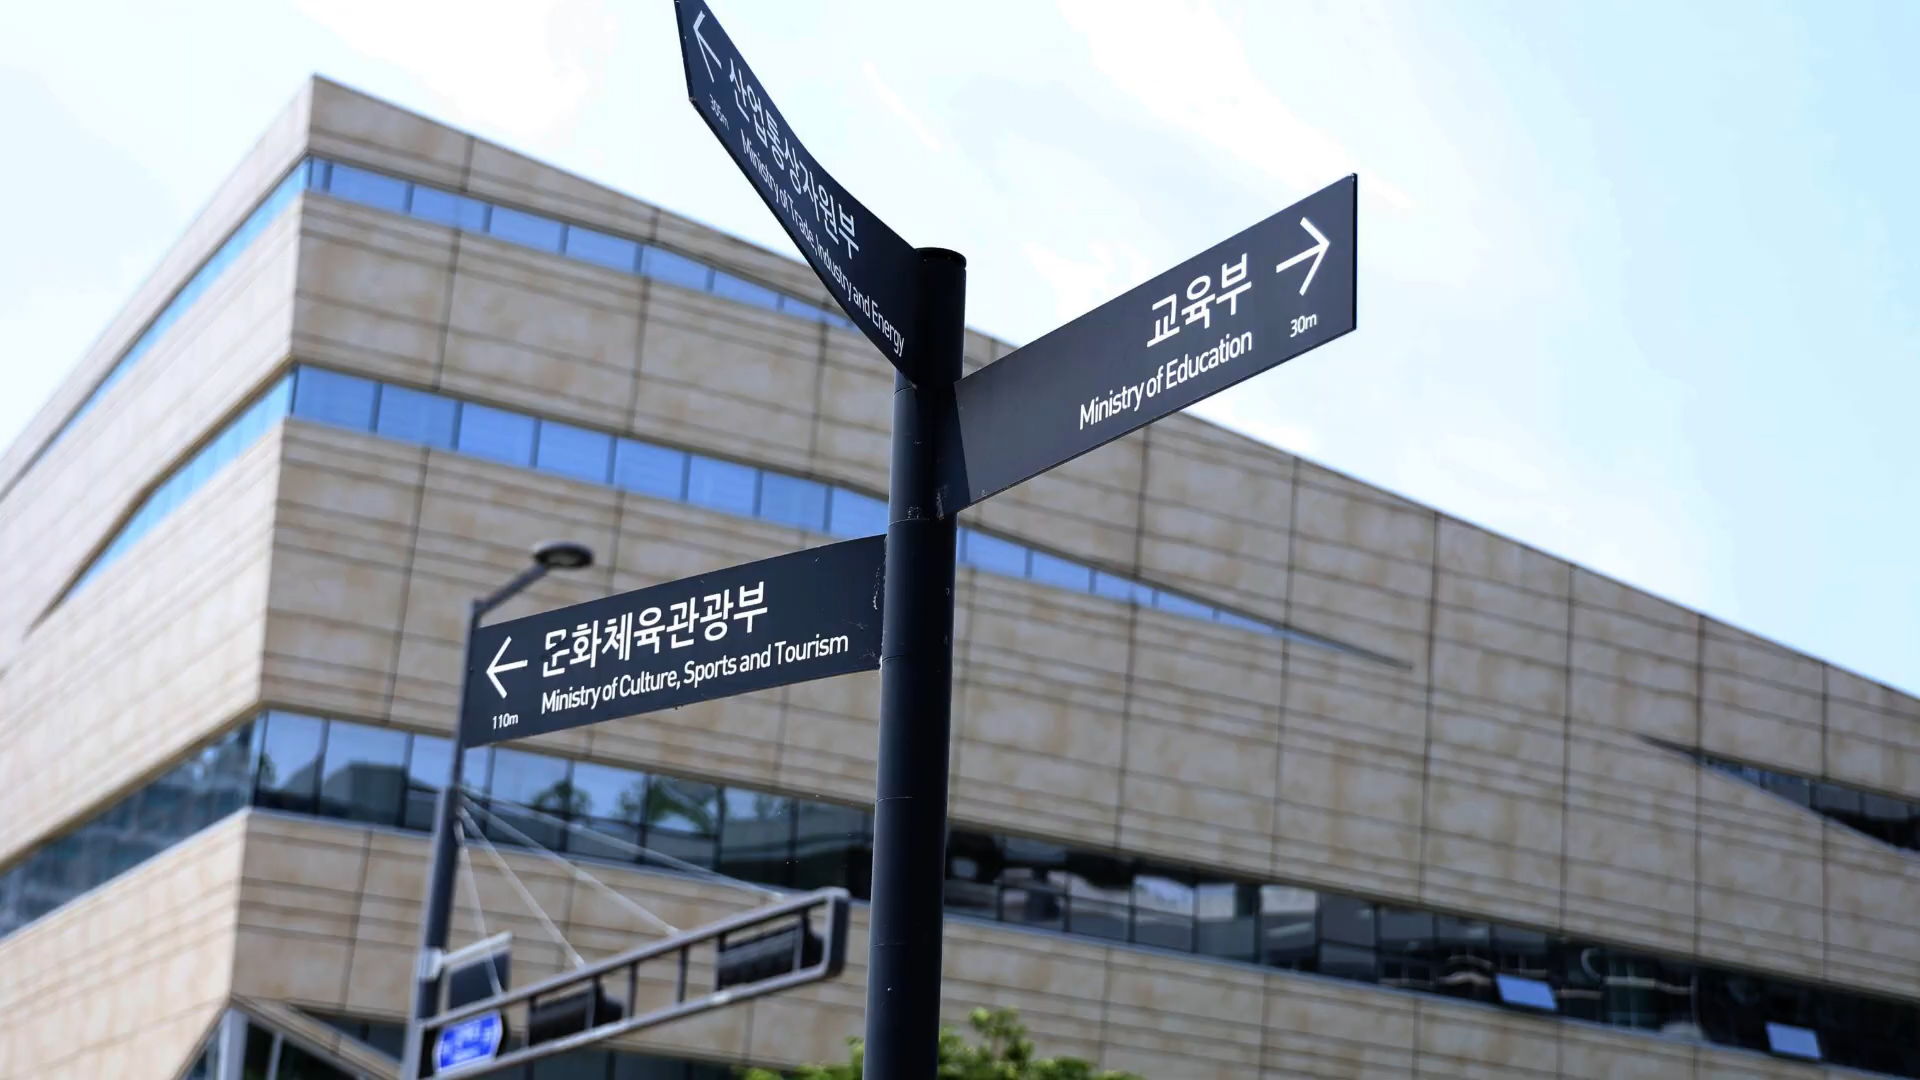 산업통상자원부
Ministry of Trade, Industry and Energy
305m
교육부
Ministry of Education
30m
문화체육관광부
Ministry of Culture, Sports and Tourism
110m